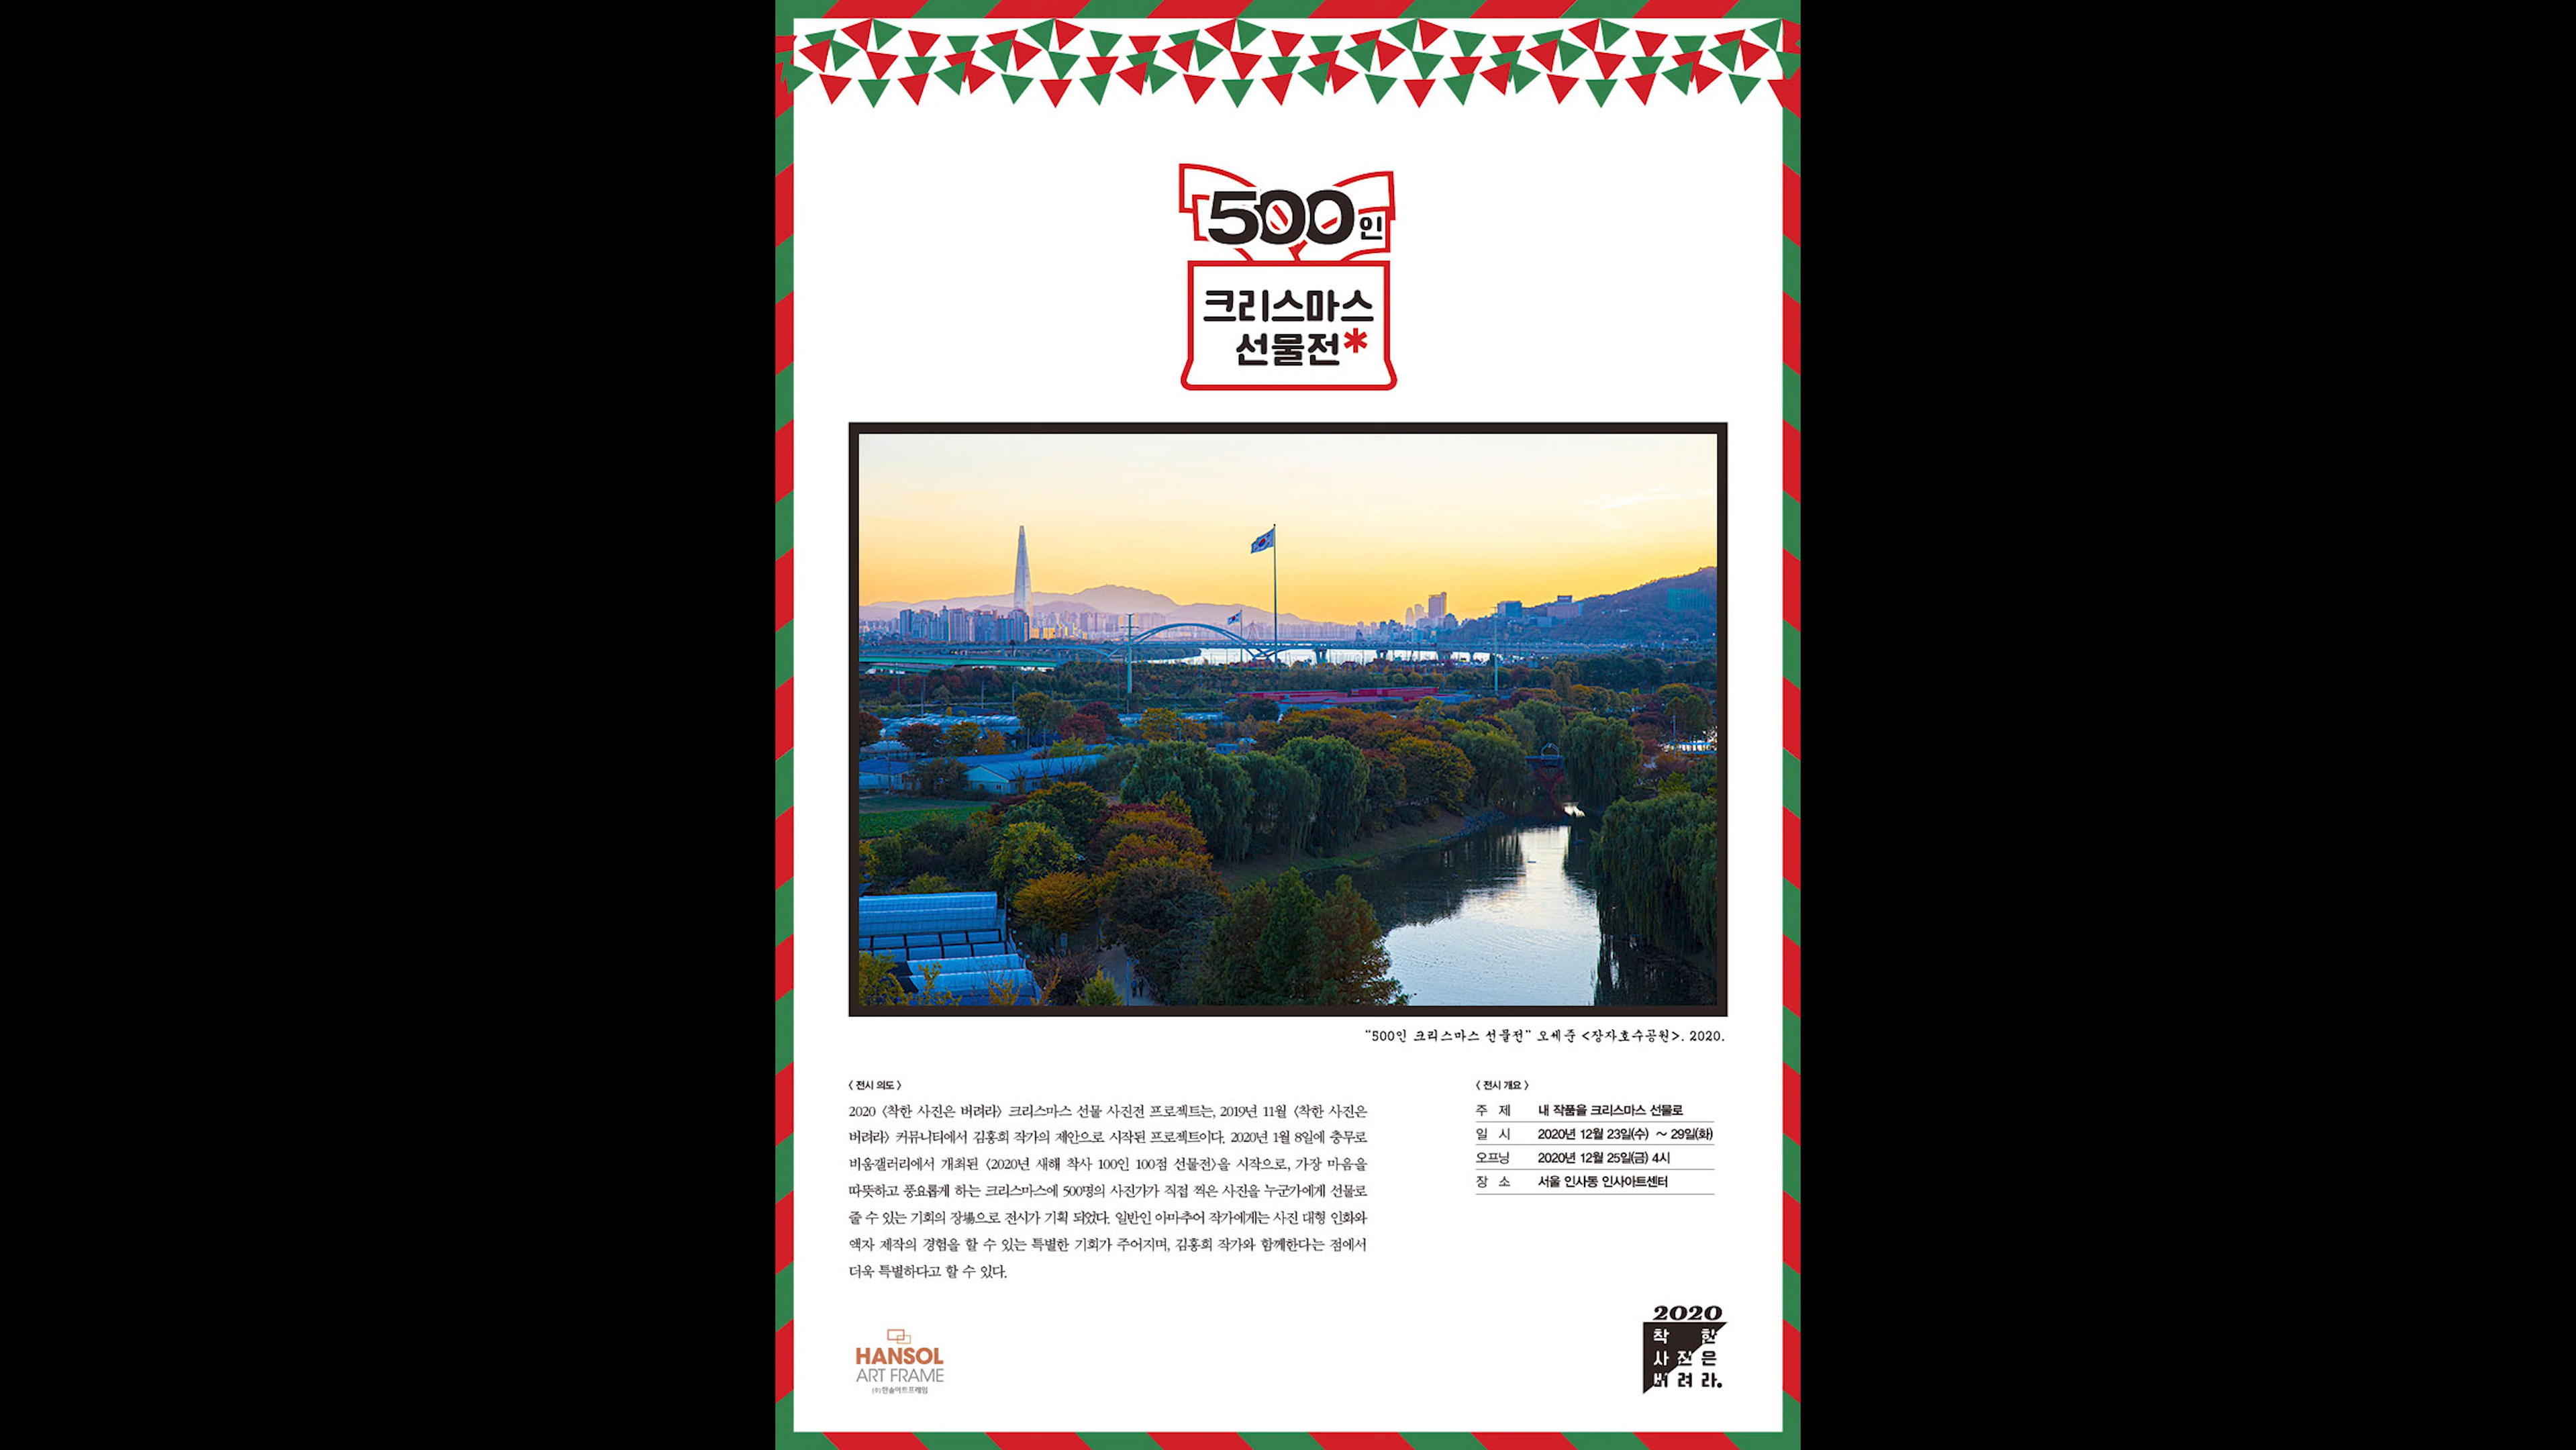 500인
크리스마스
선물전*
"500인 크리스마스 선물전" 오세준 <장자호수공원>. 2020.
〈 전시 의도 〉
2020 〈착한 사진은 버려라〉 크리스마스 선물 사진전 프로젝트는, 2019년 11월 〈착한 사진은
버려라〉 커뮤니티에서 김홍희 작가의 제안으로 시작된 프로젝트이다. 2020년 1월 8일에 충무로
비움갤러리에서 개최된 〈2020년 새해 착사 100인 100점 선물전〉을 시작으로, 가장 마음을
따뜻하고 풍요롭게 하는 크리스마스에 500명의 사진가가 직접 찍은 사진을 누군가에게 선물로
줄 수 있는 기회의 장場으로 전시가 기획 되었다. 일반인 아마추어 작가에게는 사진 대형 인화와
액자 제작의 경험을 할 수 있는 특별한 기회가 주어지며, 김홍희 작가와 함께한다는 점에서
더욱 특별하다고 할 수 있다.
〈 전시 개요 〉
주 제 내 작품을 크리스마스 선물로
일 시 2020년 12월 23일(수) ~ 29일(화)
오프닝 2020년 12월 25일(금) 4시
장 소 서울 인사동 인사아트센터
HANSOL
ART FRAME
(주)한솔아트프레임
2020
착 한
사진은
버려라.